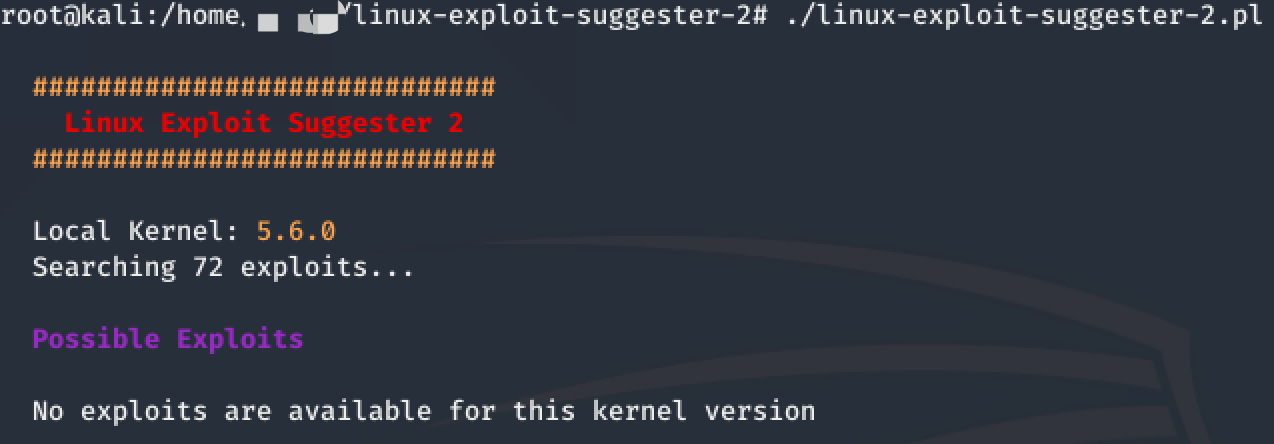 root@kali:/home/ linux-exploit-suggester-2# ./linux-exploit-suggester-2.pl
#############################
Linux Exploit Suggester 2
#############################
Local Kernel: 5.6.0
Searching 72 exploits...
Possible Exploits
No exploits are available for this kernel version